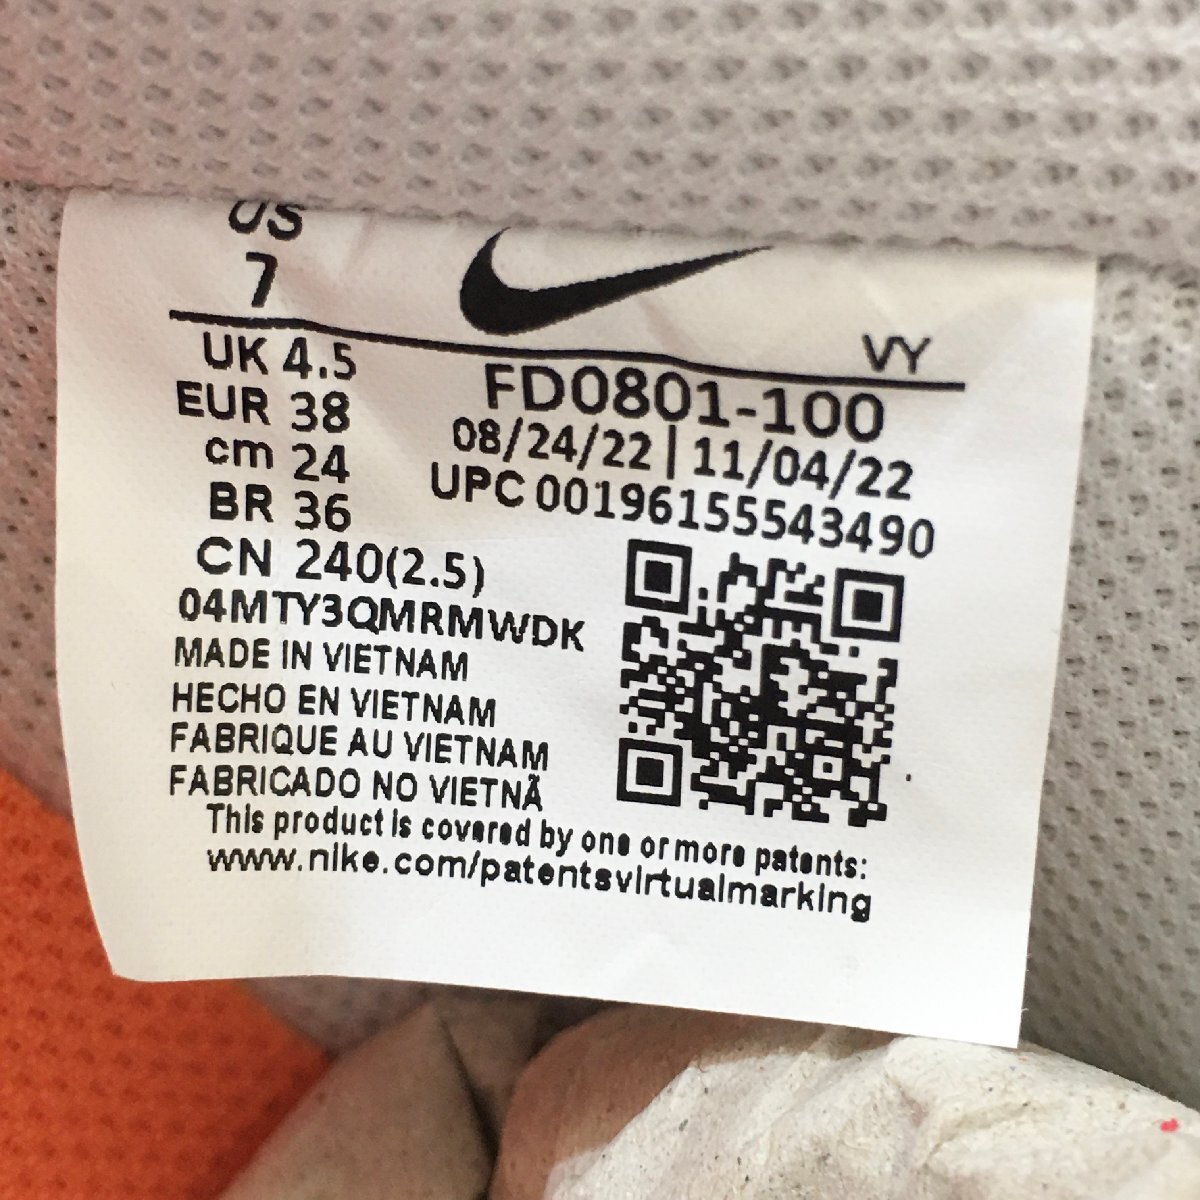 US
7
VY
UK 4.5
EUR 38
cm 24
BR 36
CN 240(2.5)
FD0801-100
08/24/22 | 11/04/22
UPC 00196155543490
04MTY3QMRMWDK
MADE IN VIETNAM
HECHO EN VIETNAM
FABRIQUE AU VIETNAM
FABRICADO NO VIETNÃ
This product is covered by one or more patents:
www.nike.com/patentsvirtualmarking